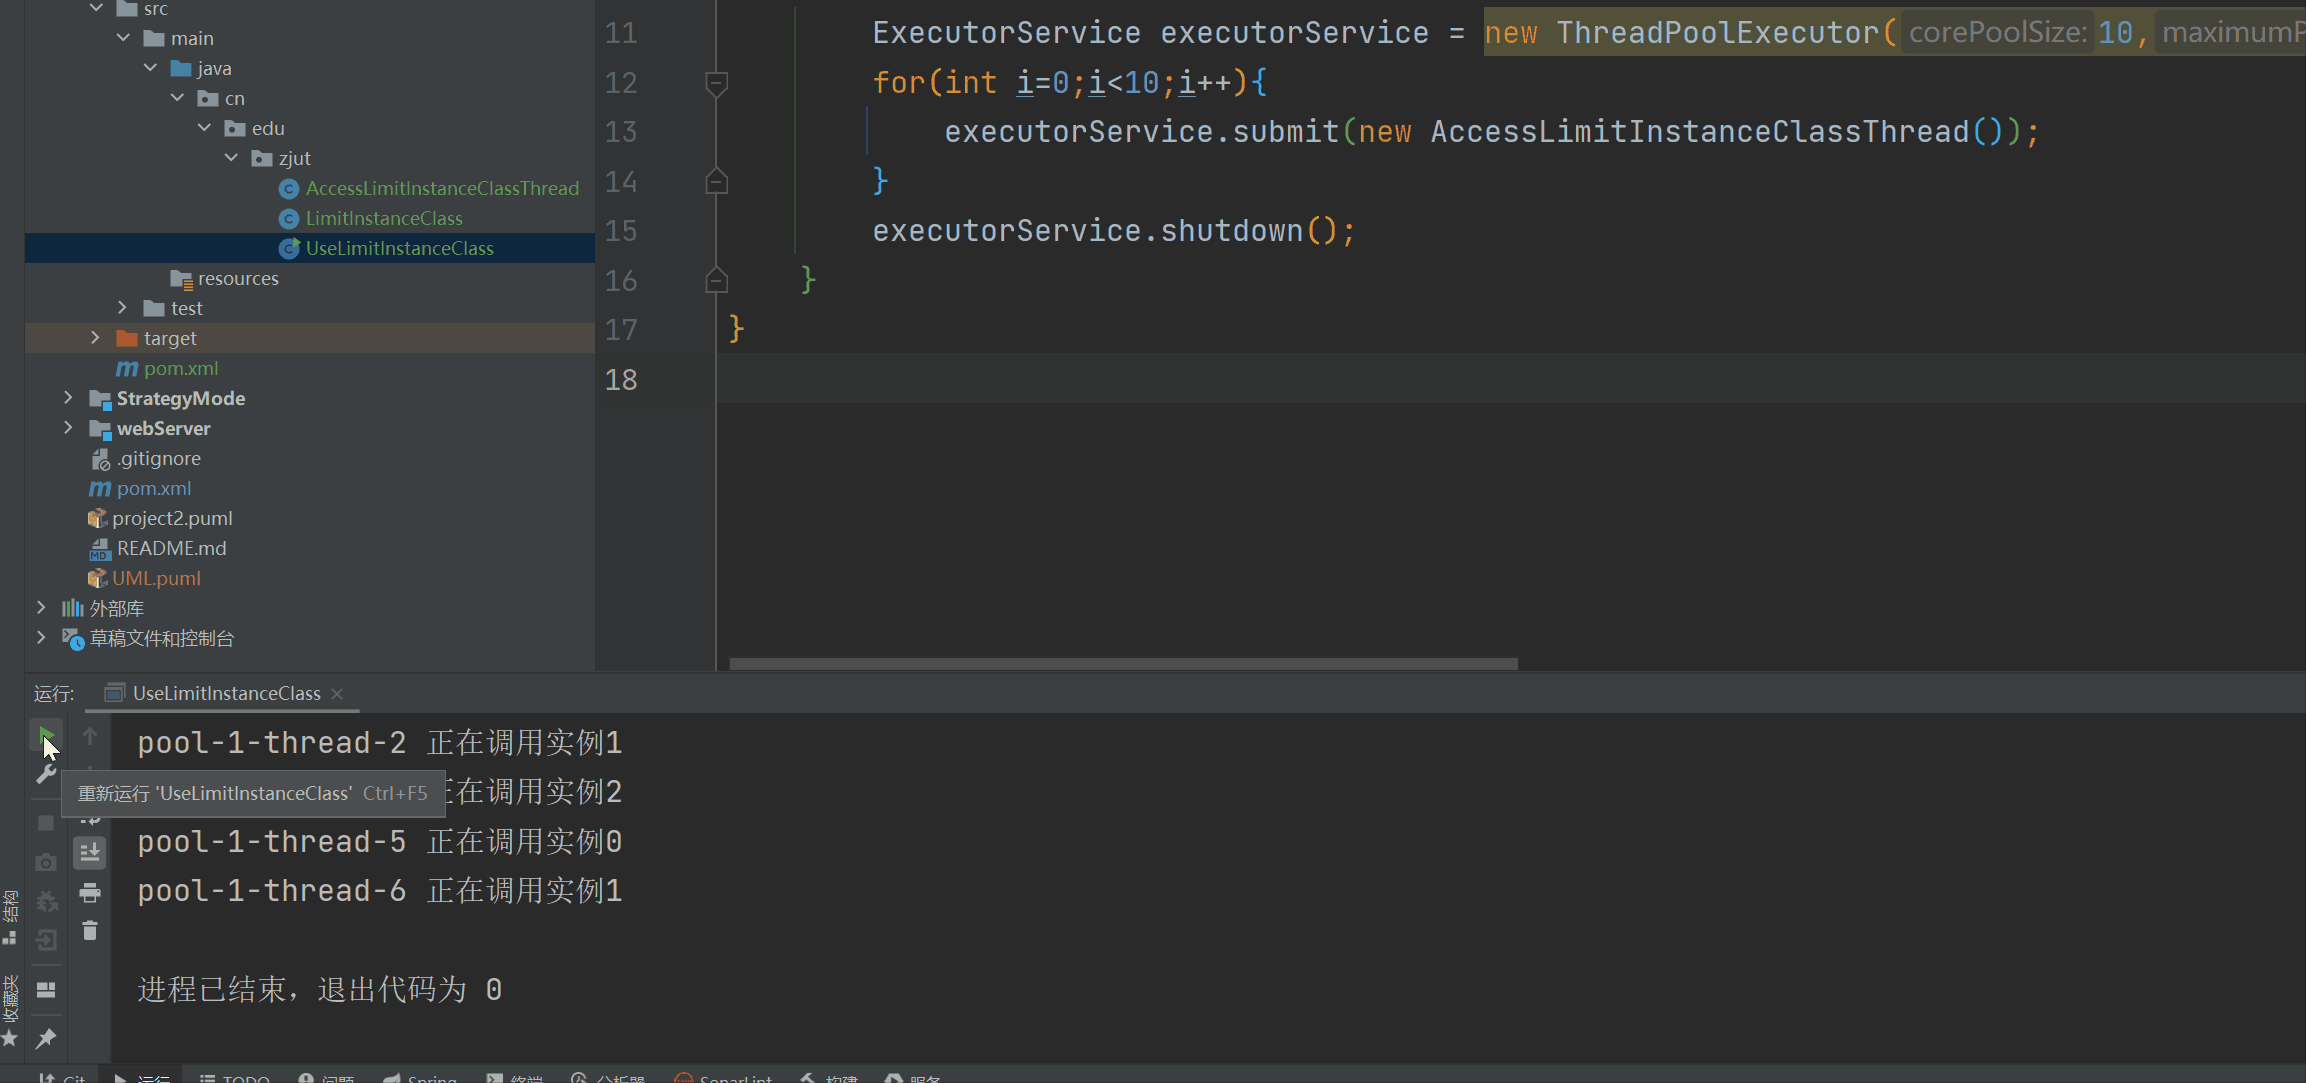 src
main
java
cn
edu
zjut
AccessLimitInstanceClassThread
LimitInstanceClass
UseLimitInstanceClass
resources
test
target
pom.xml
StrategyMode
webServer
.gitignore
pom.xml
project2.puml
README.md
UML.puml
外部库
草稿文件和控制台
11 ExecutorService executorService = new ThreadPoolExecutor( corePoolSize: 10,
12 for(int i=0;i<10;i++){
13 executorService.submit(new AccessLimitInstanceClassThread());
14 }
15 executorService.shutdown();
16 }
17 }
18
运行: UseLimitInstanceClass
pool-1-thread-2 正在调用实例1
正在调用实例2
重新运行 'UseLimitInstanceClass' Ctrl+F5
pool-1-thread-5 正在调用实例0
pool-1-thread-6 正在调用实例1
进程已结束，退出代码为 0
结构
收藏夹
Git 运行 TODO 问题 Spring 终端 分析器 SonarLint 构建 服务